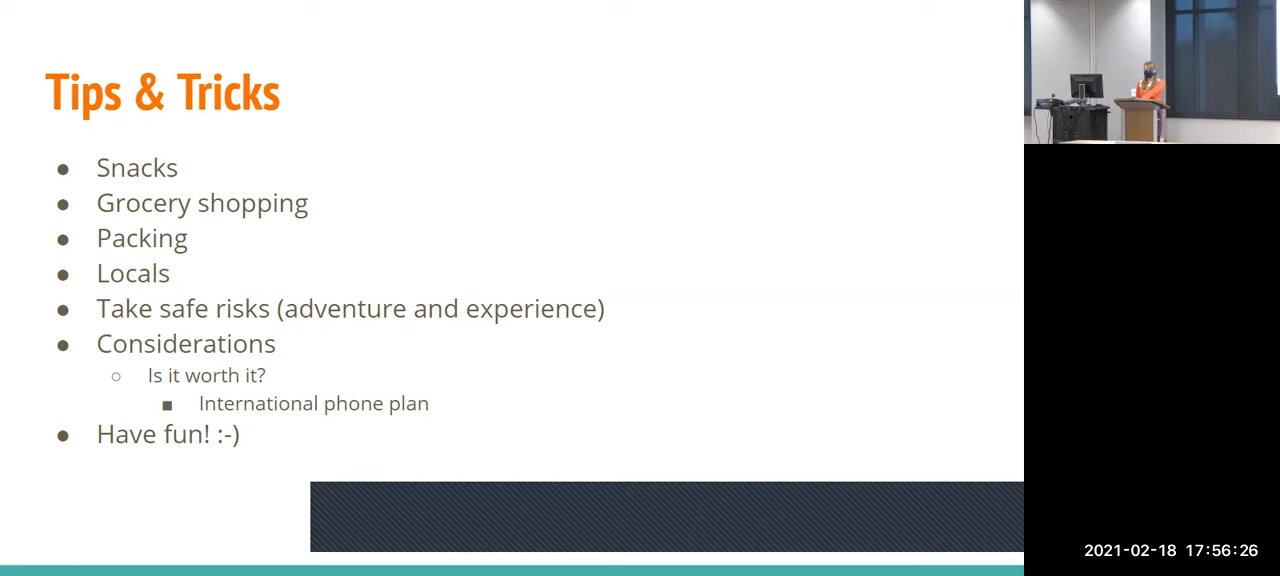 Tips & Tricks
● Snacks
● Grocery shopping
● Packing
● Locals
● Take safe risks (adventure and experience)
● Considerations
○ Is it worth it?
■ International phone plan
● Have fun! :-)
2021-02-18 17:56:26